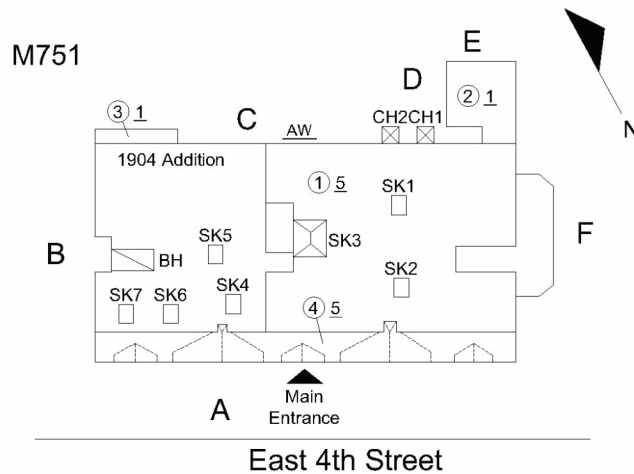 M751
E
D
② 1
③ 1
C
AW
CH2 CH1
N
1904 Addition
① 5
SK1
B
F
SK5
SK3
BH
SK2
SK7
SK6
SK4
④ 5
A
Main
Entrance
East 4th Street